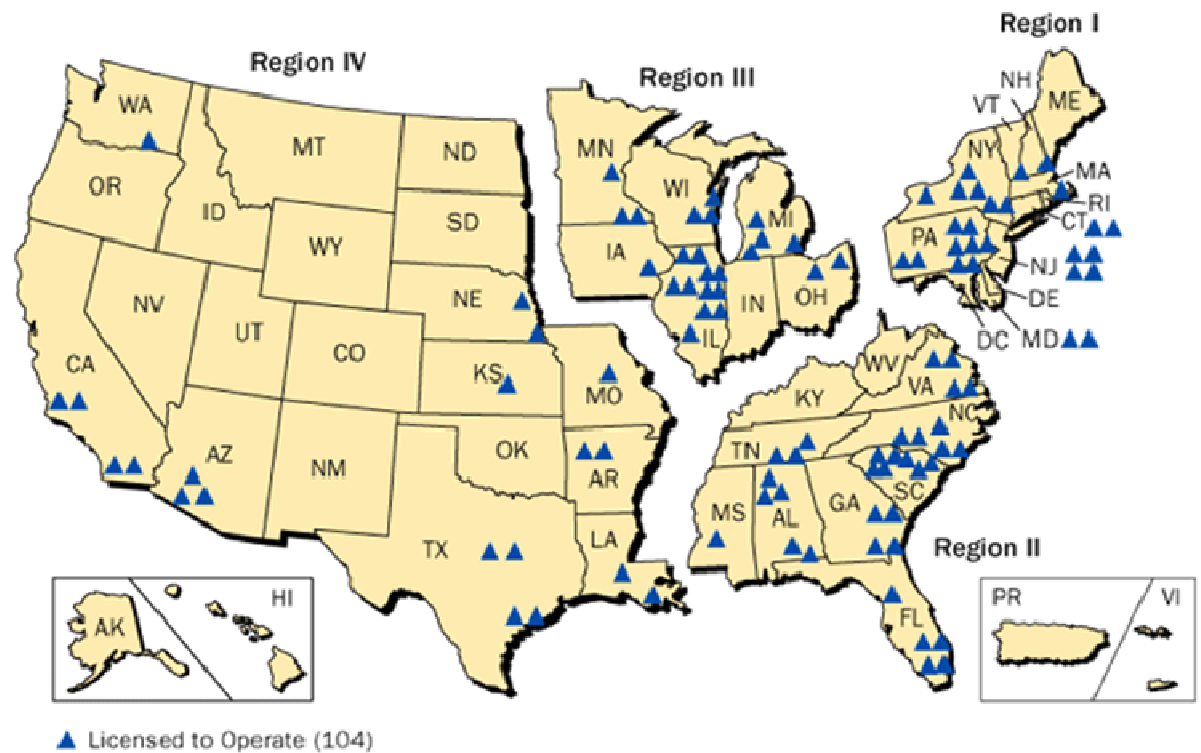 Region I
Region IV
Region III
NH
VT
ME
WA
MT
ND
MN
NY
MA
OR
WI
ID
SD
MI
RI
CT
WY
PA
IA
NJ
NE
NV
OH
IN
DE
UT
CO
IL
DC
MD
CA
KS
MO
WV
VA
KY
NC
AZ
OK
TN
NM
AR
SC
GA
MS
AL
TX
LA
Region II
HI
PR
VI
AK
FL
Licensed to Operate (104)